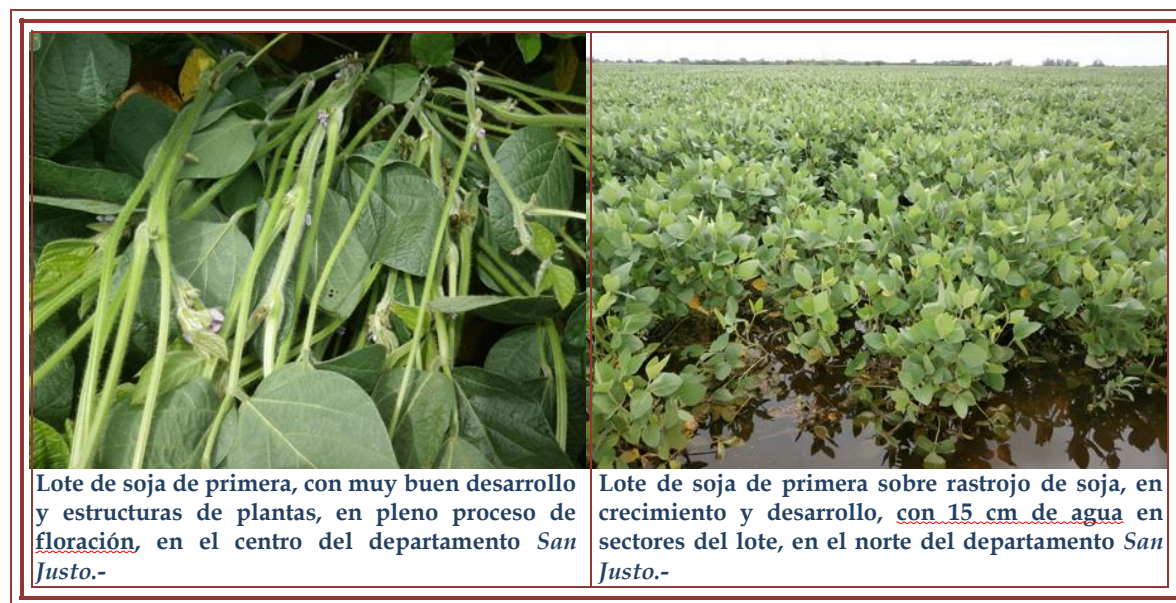 Lote de soja de primera, con muy buen desarrollo
y estructuras de plantas, en pleno proceso de
floración, en el centro del departamento San
Justo.-
Lote de soja de primera sobre rastrojo de soja, en
crecimiento y desarrollo, con 15 cm de agua en
sectores del lote, en el norte del departamento San
Justo.-